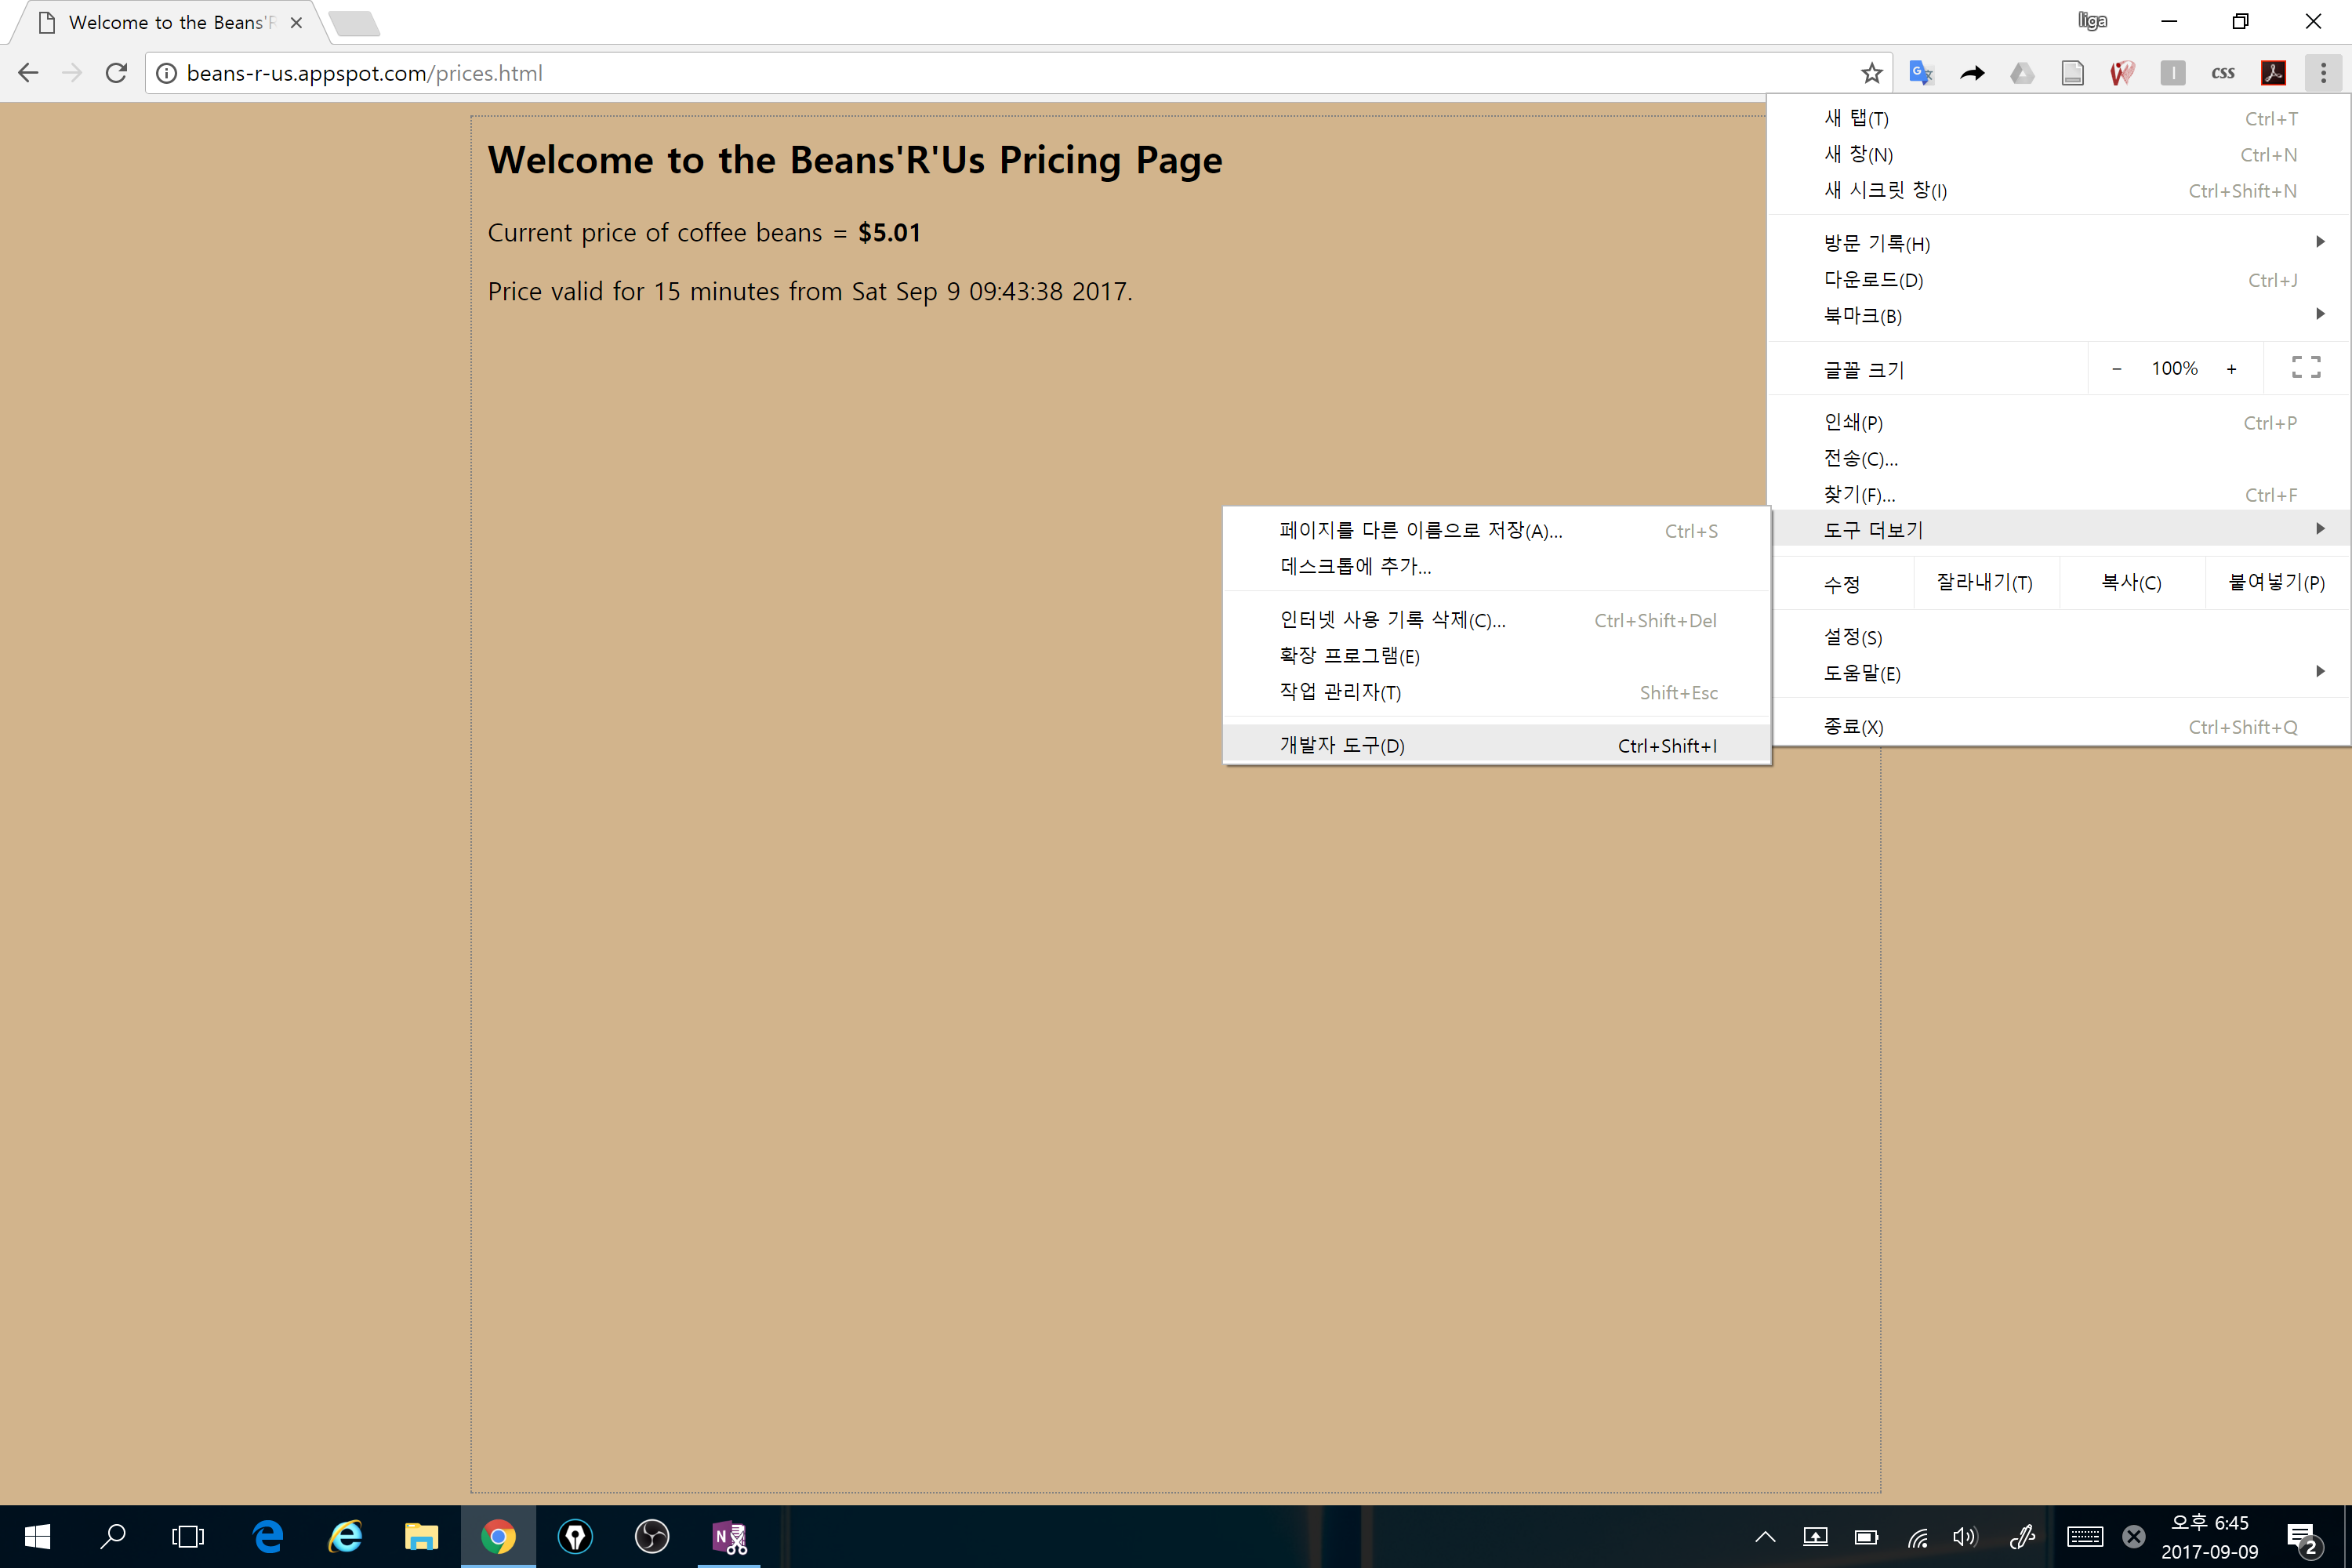 Welcome to the Beans'R
liga
beans-r-us.appspot.com/prices.html
css
Welcome to the Beans'R'Us Pricing Page
Current price of coffee beans = $5.01
Price valid for 15 minutes from Sat Sep 9 09:43:38 2017.
새 탭(T) Ctrl+T
새 창(N) Ctrl+N
새 시크릿 창(I) Ctrl+Shift+N
방문 기록(H)
다운로드(D) Ctrl+J
북마크(B)
글꼴 크기 - 100% +
인쇄(P) Ctrl+P
전송(C)...
찾기(F)... Ctrl+F
도구 더보기
수정 잘라내기(T) 복사(C) 붙여넣기(P)
설정(S)
도움말(E)
종료(X) Ctrl+Shift+Q
페이지를 다른 이름으로 저장(A)... Ctrl+S
데스크톱에 추가...
인터넷 사용 기록 삭제(C)... Ctrl+Shift+Del
확장 프로그램(E)
작업 관리자(T) Shift+Esc
개발자 도구(D) Ctrl+Shift+I
오후 6:45
2017-09-09
2